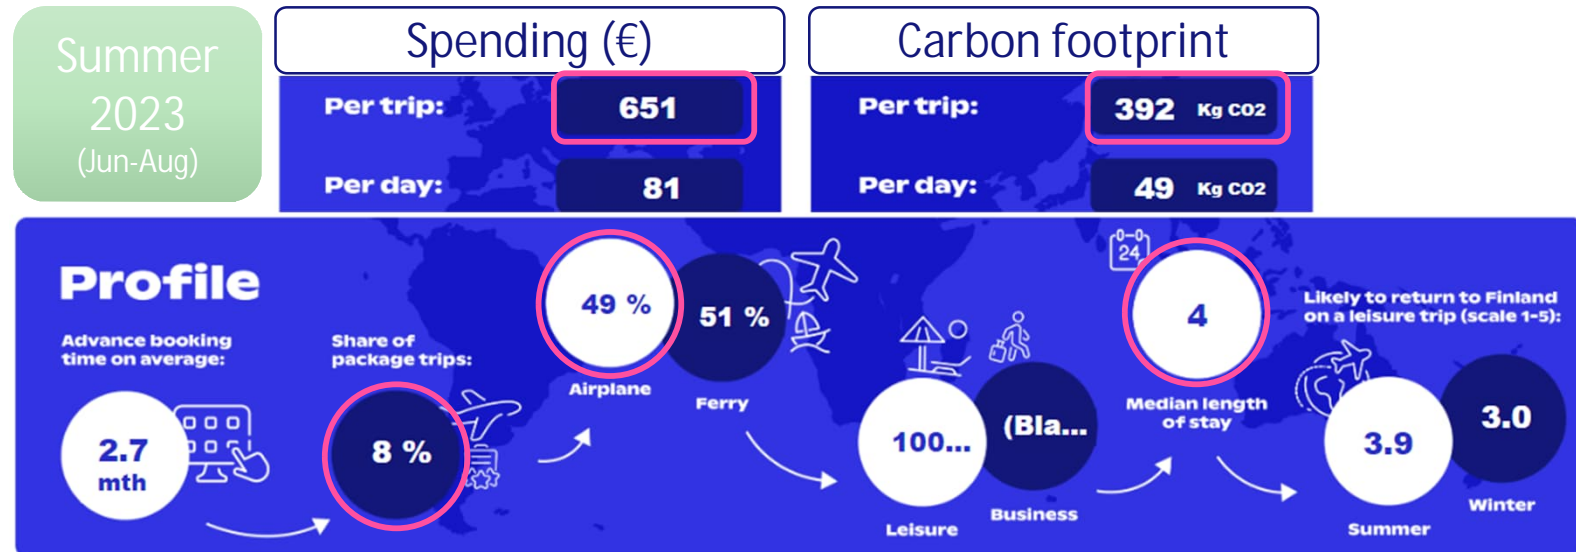 Summer
2023
(Jun-Aug)
Spending (€)
Per trip:
651
Per day:
81
Carbon footprint
Per trip:
392 Kg CO2
Per day:
49 Kg CO2
Profile
Advance booking
time on average:
2.7
mth
Share of
package trips:
8 %
49 %
Airplane
51 %
Ferry
100...
Leisure
(Bla...
Business
24
4
Median length
of stay
Likely to return to Finland
on a leisure trip (scale 1-5):
3.9
Summer
3.0
Winter